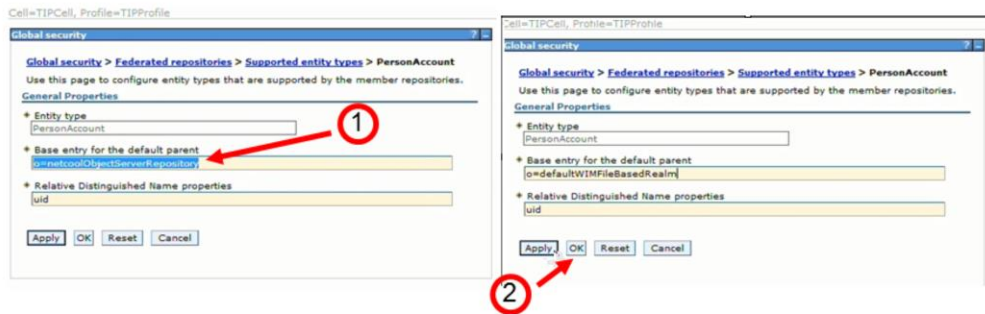 Cell=TIPCell, Profile=TIPProfile
Global security ? -
Global security > Federated repositories > Supported entity types > PersonAccount
Use this page to configure entity types that are supported by the member repositories.
General Properties
* Entity type
PersonAccount
1
* Base entry for the default parent
o=netcoolObjectServerRepository
* Relative Distinguished Name properties
uid
Apply OK Reset Cancel
Cell=TIPCell, Profile=TIPProfile
Global security ? -
Global security > Federated repositories > Supported entity types > PersonAccount
Use this page to configure entity types that are supported by the member repositories.
General Properties
* Entity type
PersonAccount
* Base entry for the default parent
o=defaultWIMFileBasedRealm
* Relative Distinguished Name properties
uid
Apply OK Reset Cancel
2